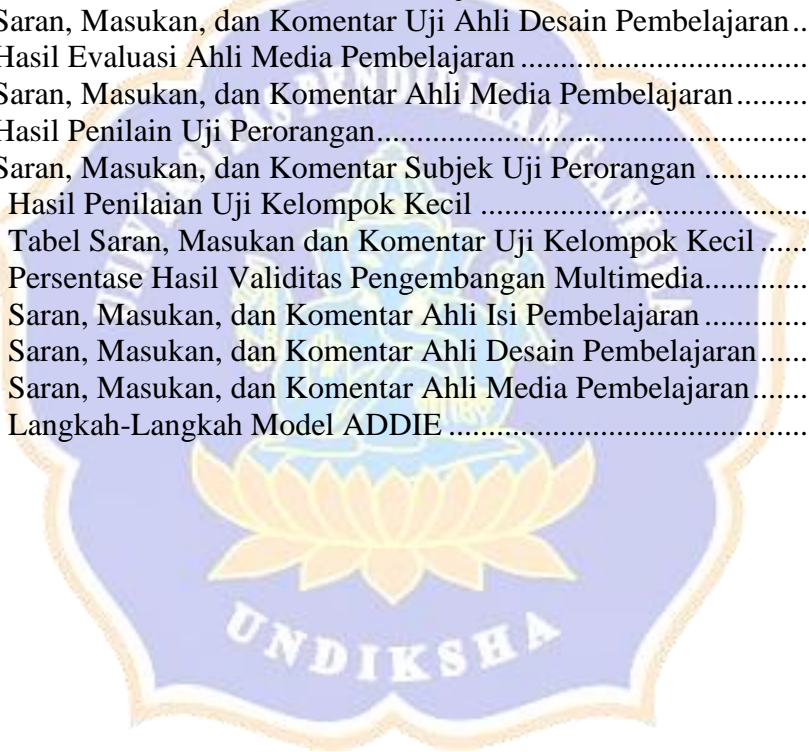 Saran, Masukan, dan Komentar Uji Ahli Desain Pembelajaran..
Hasil Evaluasi Ahli Media Pembelajaran....................................
Saran, Masukan, dan Komentar Ahli Media Pembelajaran.........
Hasil Penilain Uji Perorangan......................................................
Saran, Masukan, dan Komentar Subjek Uji Perorangan.............
Hasil Penilaian Uji Kelompok Kecil.........................................
Tabel Saran, Masukan dan Komentar Uji Kelompok Kecil......
Persentase Hasil Validitas Pengembangan Multimedia.............
Saran, Masukan, dan Komentar Ahli Isi Pembelajaran.............
Saran, Masukan, dan Komentar Ahli Desain Pembelajaran......
Saran, Masukan, dan Komentar Ahli Media Pembelajaran.......
Langkah-Langkah Model ADDIE.............................................
UNIVERSITAS PENDIDIKAN GANESHA
UNDIKSHA